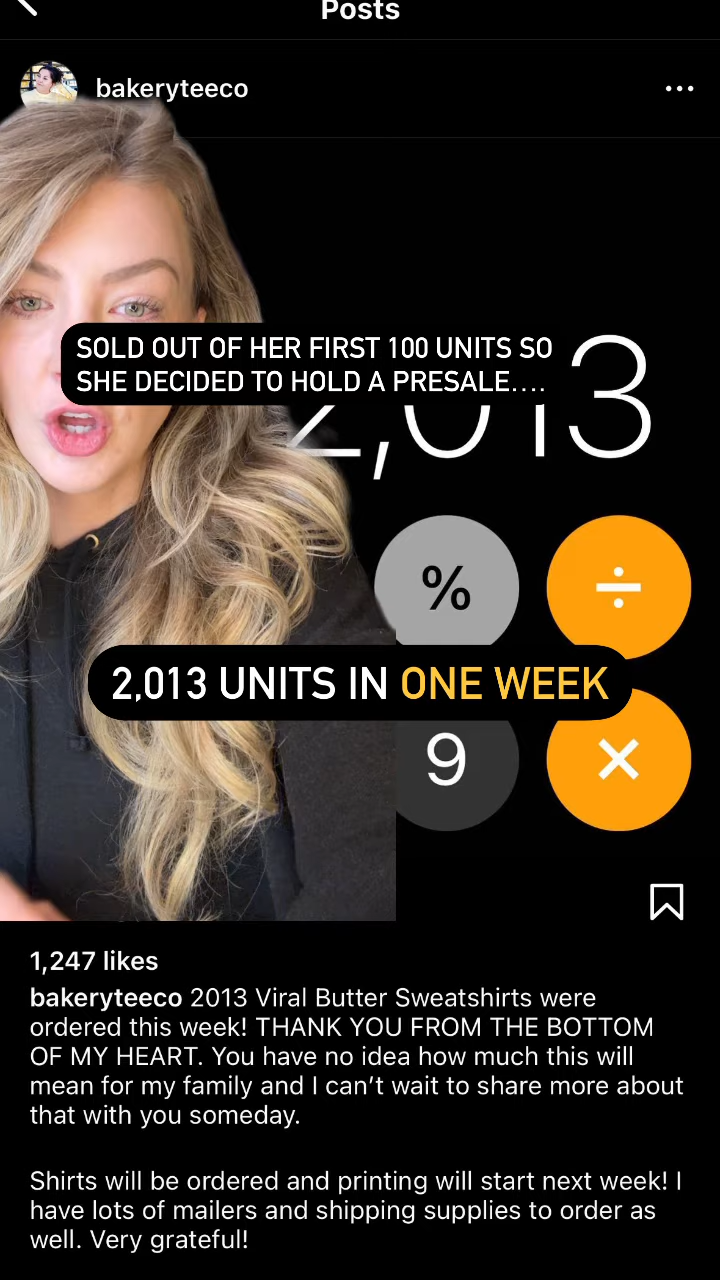 Posts
bakeryteeco
SOLD OUT OF HER FIRST 100 UNITS SO
SHE DECIDED TO HOLD A PRESALE....
2,013
%
÷
2,013 UNITS IN ONE WEEK
9
×
1,247 likes
bakeryteeco 2013 Viral Butter Sweatshirts were
ordered this week! THANK YOU FROM THE BOTTOM
OF MY HEART. You have no idea how much this will
mean for my family and I can’t wait to share more about
that with you someday.
Shirts will be ordered and printing will start next week! I
have lots of mailers and shipping supplies to order as
well. Very grateful!